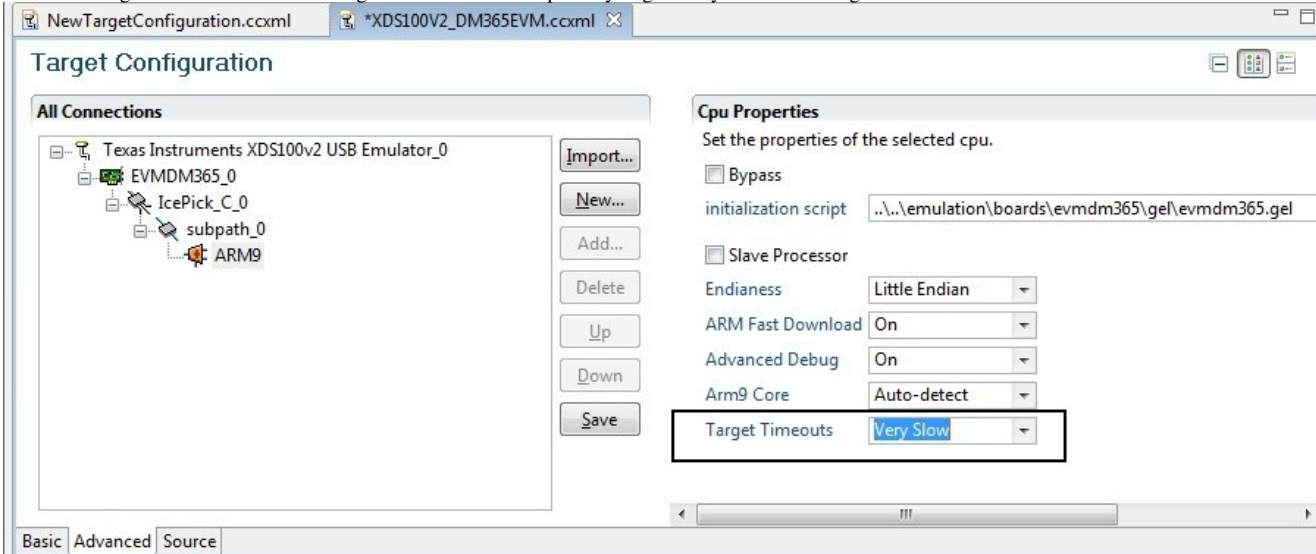 NewTargetConfiguration.ccxml
*XDS100V2_DM365EVM.ccxml
Target Configuration
All Connections
Texas Instruments XDS100v2 USB Emulator_0
EVMDM365_0
IcePick_C_0
subpath_0
ARM9
Import...
New...
Add...
Delete
Up
Down
Save
Cpu Properties
Set the properties of the selected cpu.
Bypass
initialization script ..\..\emulation\boards\evmdm365\gel\evmdm365.gel
Slave Processor
Endianess Little Endian
ARM Fast Download On
Advanced Debug On
Arm9 Core Auto-detect
Target Timeouts Very Slow
Basic Advanced Source